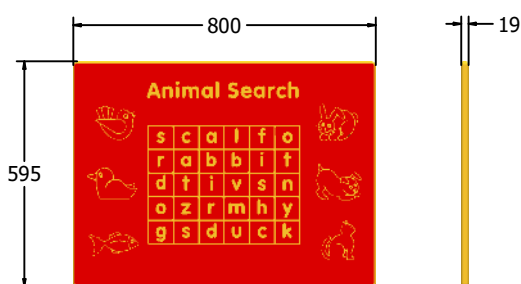 800
19
Animal Search
595
s c a l f o
r a b b i t
d t i v s n
o z r m h y
g s d u c k